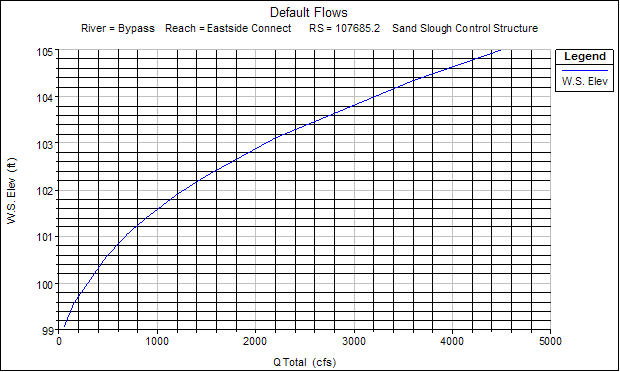 Default Flows
River = Bypass Reach = Eastside Connect RS = 107685.2 Sand Slough Control Structure
105
104
103
102
101
100
99
W.S. Elev (ft)
0
1000
2000
3000
4000
5000
Q Total (cfs)
Legend
W.S. Elev